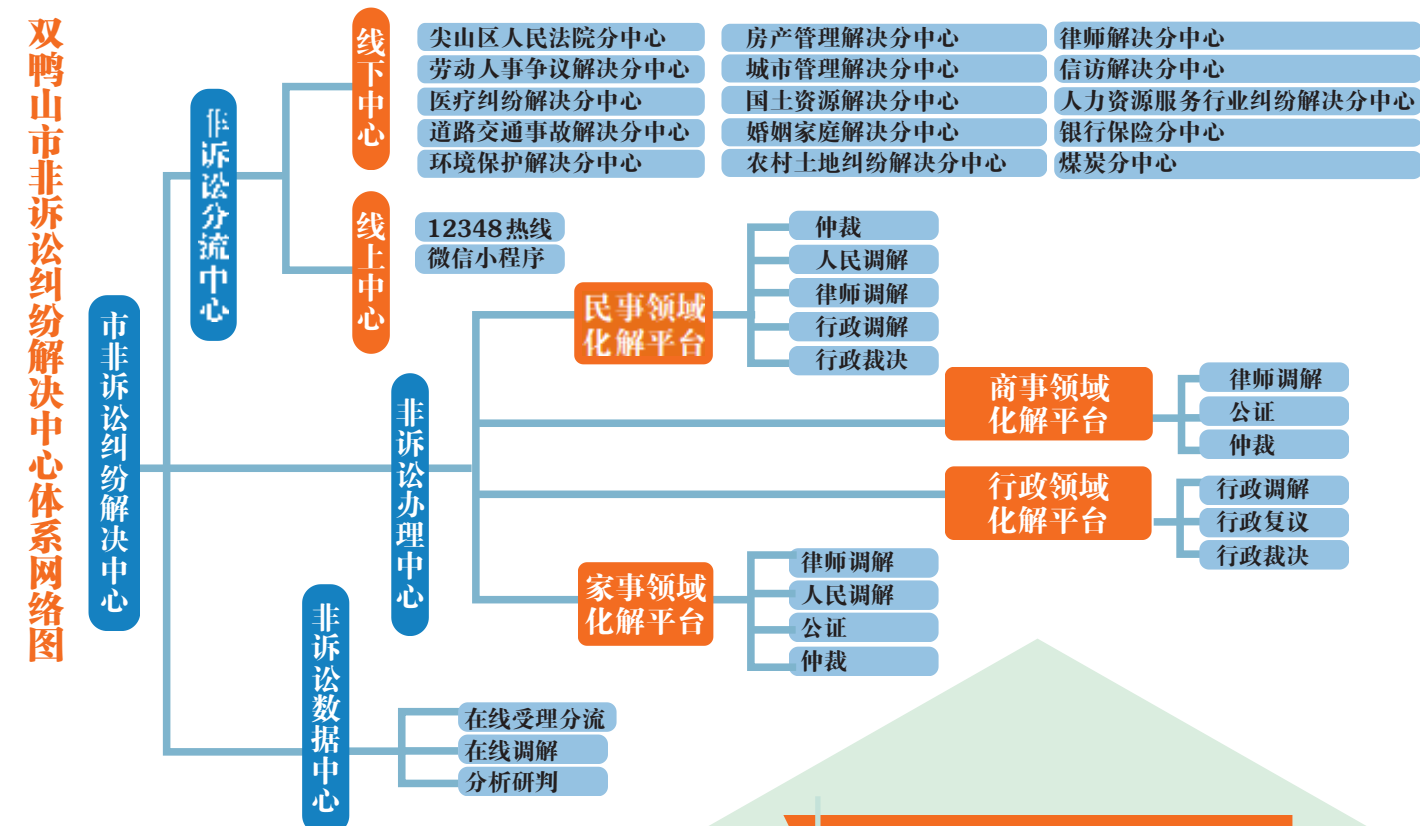 双鸭山市非诉讼纠纷解决中心体系网络图
市非诉讼纠纷解决中心
非诉讼分流中心
线下中心
尖山区人民法院分中心
劳动人事争议解决分中心
医疗纠纷解决分中心
道路交通事故解决分中心
环境保护解决分中心
房产管理解决分中心
城市管理解决分中心
国土资源解决分中心
婚姻家庭解决分中心
农村土地纠纷解决分中心
律师解决分中心
信访解决分中心
人力资源服务行业纠纷解决分中心
银行保险分中心
煤炭分中心
线上中心
12348热线
微信小程序
非诉讼办理中心
民事领域
化解平台
仲裁
人民调解
律师调解
行政调解
行政裁决
商事领域
化解平台
律师调解
公证
仲裁
行政领域
化解平台
行政调解
行政复议
行政裁决
家事领域
化解平台
律师调解
人民调解
公证
仲裁
非诉讼数据中心
在线受理分流
在线调解
分析研判